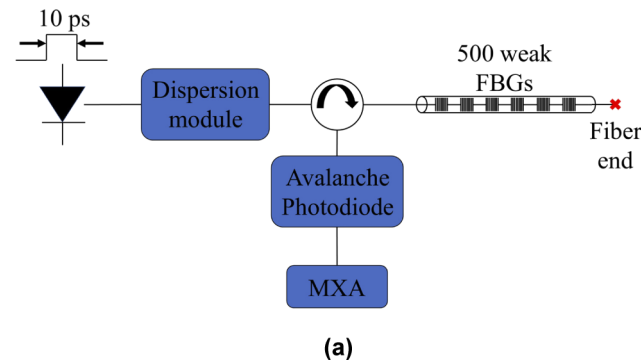 10 ps
Dispersion
module
500 weak
FBGs
Fiber
end
Avalanche
Photodiode
MXA
(a)